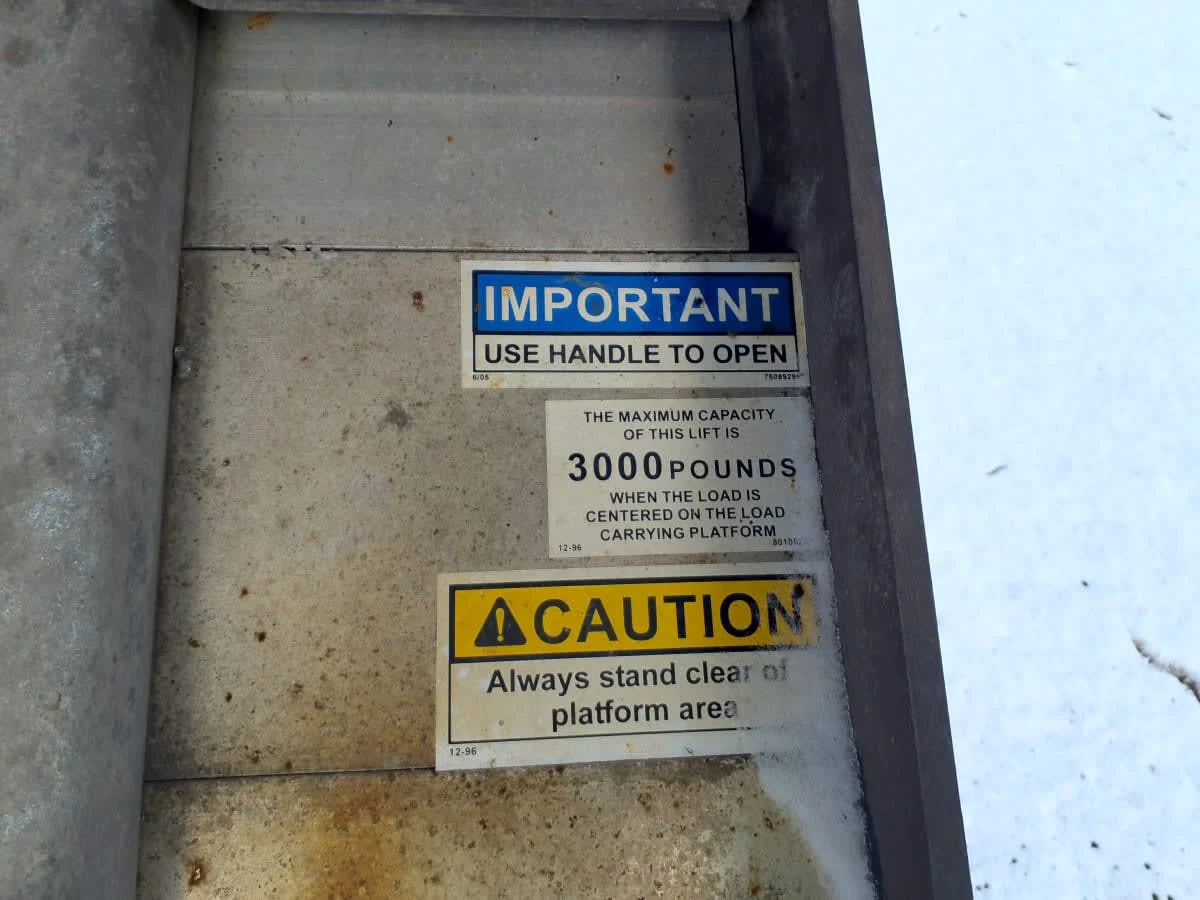 IMPORTANT
USE HANDLE TO OPEN
6/05
THE MAXIMUM CAPACITY
OF THIS LIFT IS
3000 POUNDS
WHEN THE LOAD IS
CENTERED ON THE LOAD
CARRYING PLATFORM
12-96
CAUTION
Always stand clear of
platform area
12-96